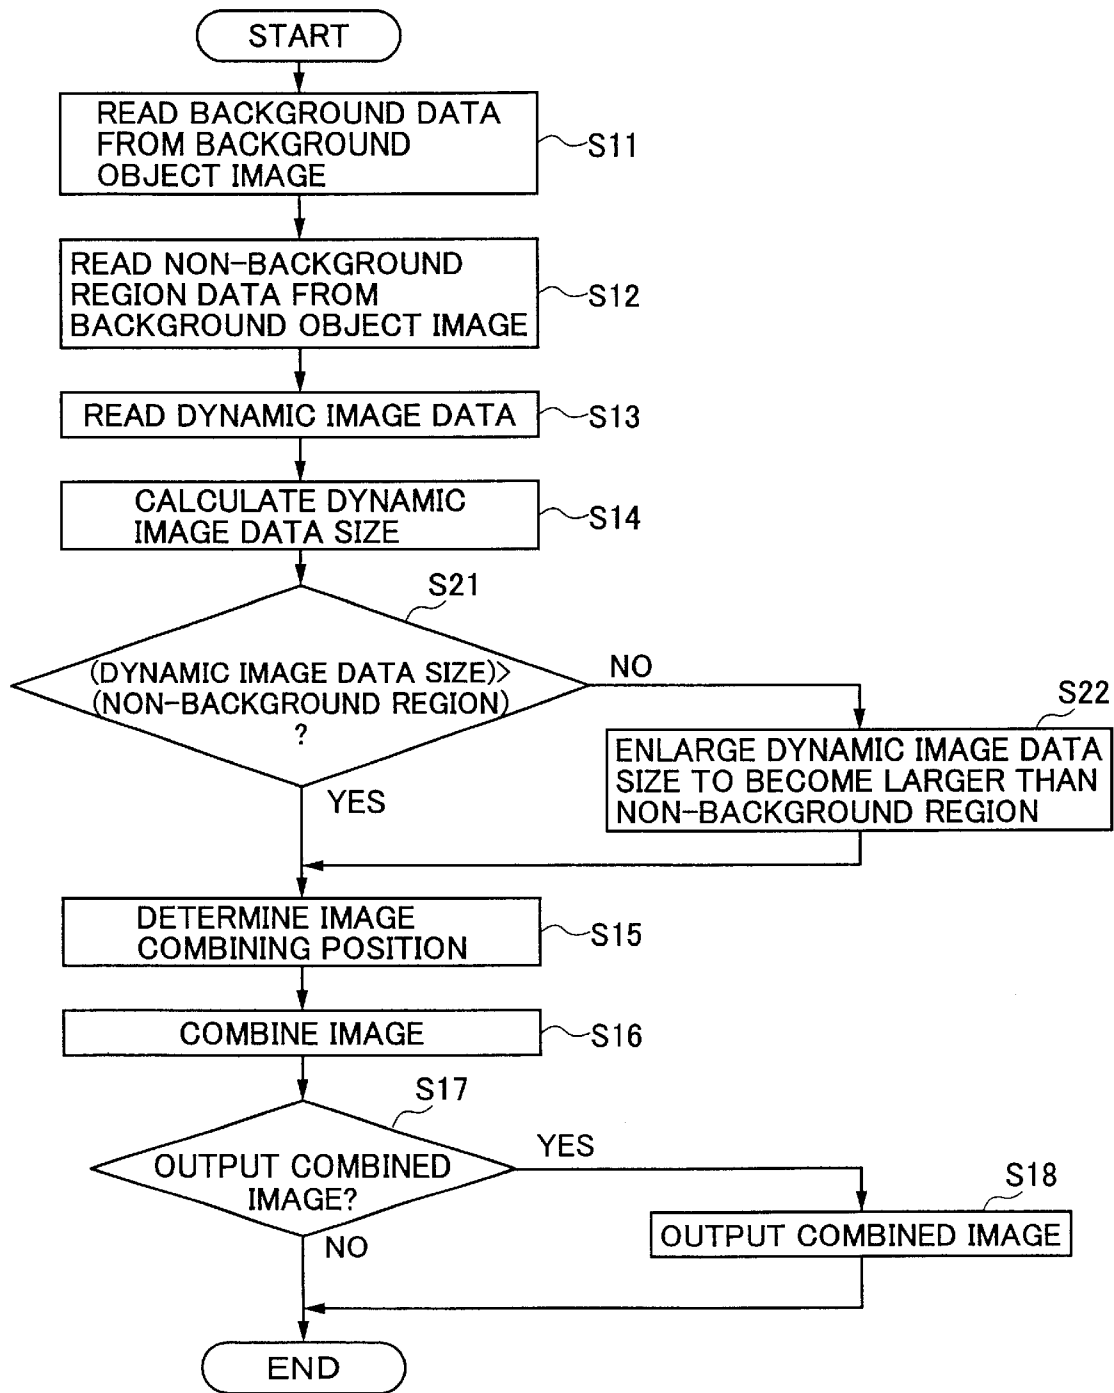 START
READ BACKGROUND DATA
FROM BACKGROUND
OBJECT IMAGE
S11
READ NON-BACKGROUND
REGION DATA FROM
BACKGROUND OBJECT IMAGE
S12
READ DYNAMIC IMAGE DATA
S13
CALCULATE DYNAMIC
IMAGE DATA SIZE
S14
S21
(DYNAMIC IMAGE DATA SIZE)>
(NON-BACKGROUND REGION)
?
NO
YES
S22
ENLARGE DYNAMIC IMAGE DATA
SIZE TO BECOME LARGER THAN
NON-BACKGROUND REGION
DETERMINE IMAGE
COMBINING POSITION
S15
COMBINE IMAGE
S16
S17
OUTPUT COMBINED
IMAGE?
YES
NO
S18
OUTPUT COMBINED IMAGE
END